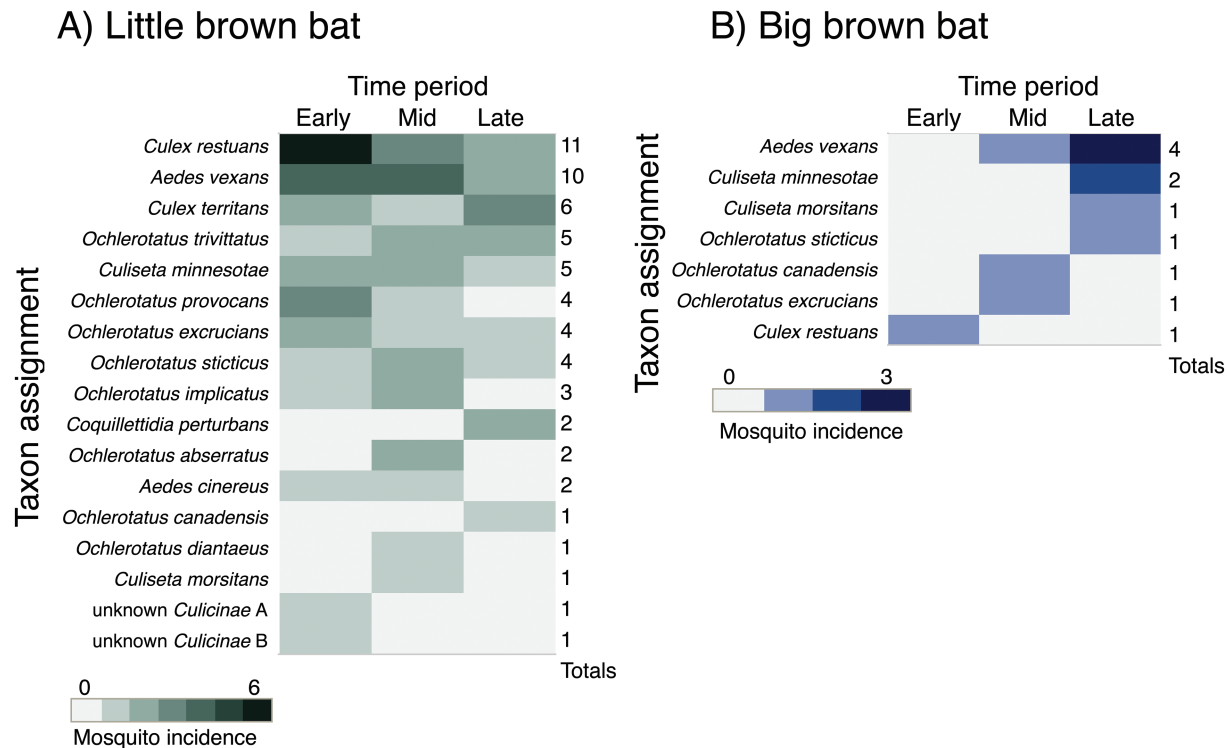 A) Little brown bat
Time period
Early Mid Late
Taxon assignment
Culex restuans 11
Aedes vexans 10
Culex territans 6
Ochlerotatus trivittatus 5
Culiseta minnesotae 5
Ochlerotatus provocans 4
Ochlerotatus excrucians 4
Ochlerotatus sticticus 4
Ochlerotatus implicatus 3
Coquillettidia perturbans 2
Ochlerotatus abserratus 2
Aedes cinereus 2
Ochlerotatus canadensis 1
Ochlerotatus diantaeus 1
Culiseta morsitans 1
unknown Culicinae A 1
unknown Culicinae B 1
Totals
0 6
Mosquito incidence
B) Big brown bat
Time period
Early Mid Late
Taxon assignment
Aedes vexans 4
Culiseta minnesotae 2
Culiseta morsitans 1
Ochlerotatus sticticus 1
Ochlerotatus canadensis 1
Ochlerotatus excrucians 1
Culex restuans 1
Totals
0 3
Mosquito incidence